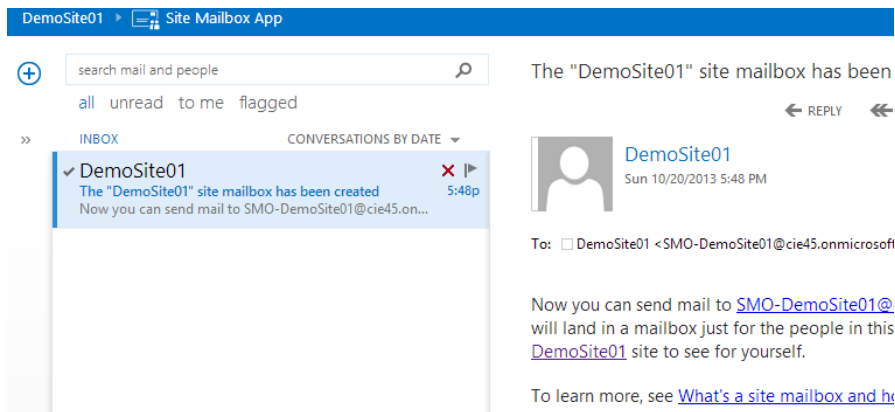 DemoSite01 Site Mailbox App
search mail and people
all unread to me flagged
INBOX CONVERSATIONS BY DATE
DemoSite01
The "DemoSite01" site mailbox has been created 5:48p
Now you can send mail to SMO-DemoSite01@cie45.on...
The "DemoSite01" site mailbox has been
REPLY
DemoSite01
Sun 10/20/2013 5:48 PM
To: DemoSite01 <SMO-DemoSite01@cie45.onmicrosoft
Now you can send mail to SMO-DemoSite01@
will land in a mailbox just for the people in this
DemoSite01 site to see for yourself.
To learn more, see What's a site mailbox and